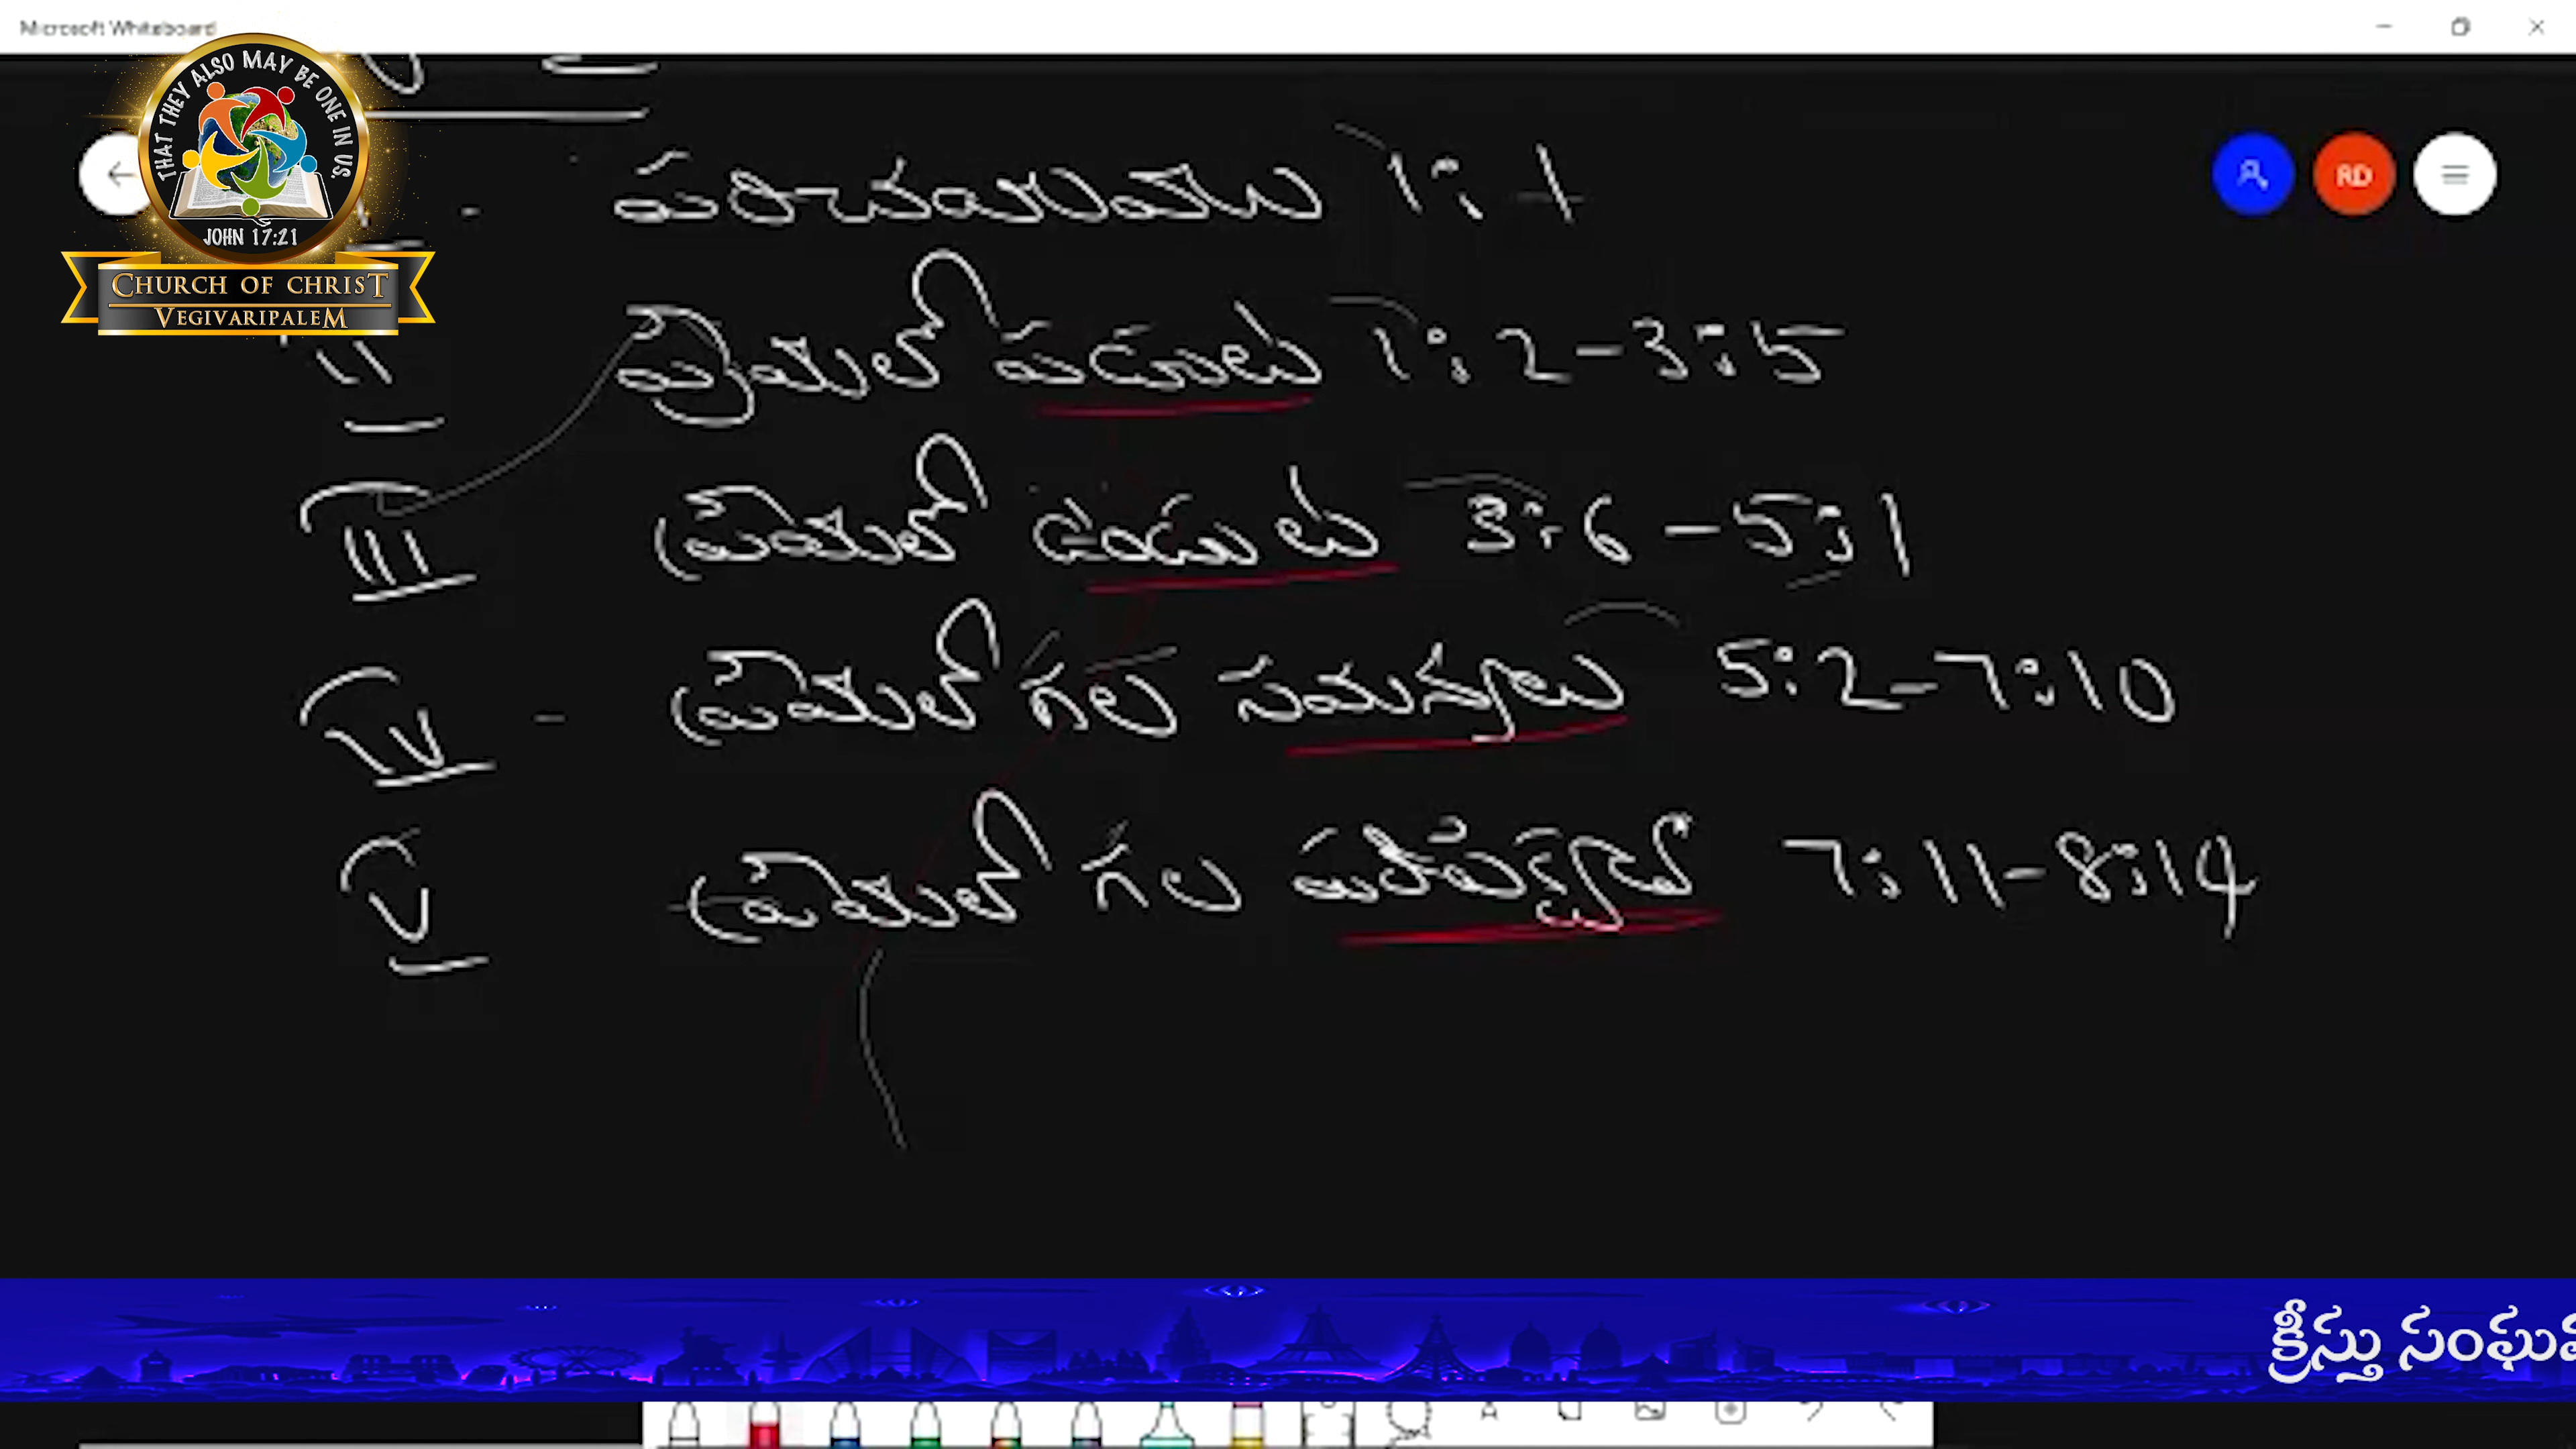 Microsoft Whiteboard
THAT THEY ALSO MAY BE ONE IN US.
JOHN 17:21
CHURCH OF CHRIST
VEGIVARIPALEM
RD
- 1:1
II ప్రేమలో పడుట 1:2-3:5
III ప్రేమలో ఉండుట 3:6-5:1
IV - ప్రేమలో గల సమస్యలు 5:2-7:10
V ప్రేమలో గల 7:11-8:14
క్రీస్తు